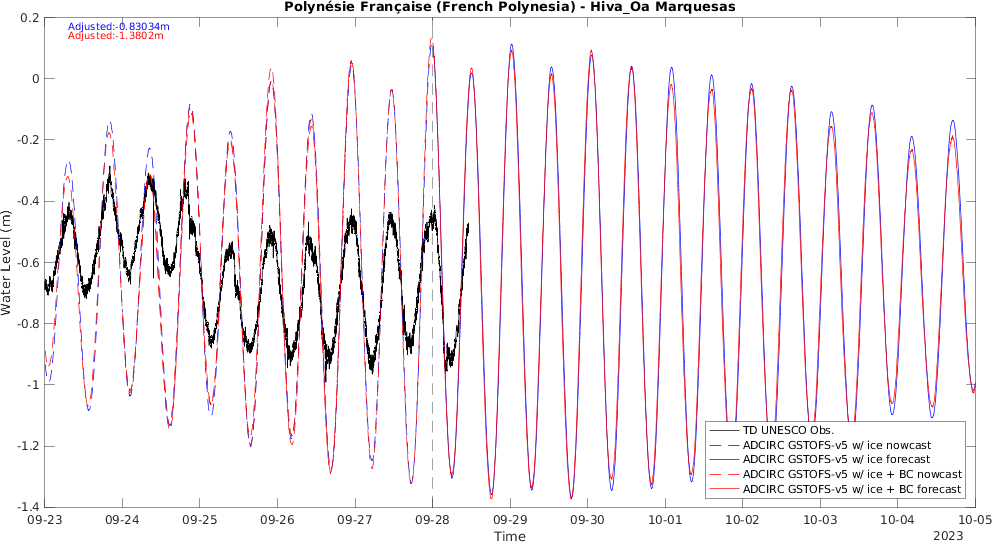 Polynésie Française (French Polynesia) - Hiva_Oa Marquesas
Adjusted:-0.83034m
Adjusted:-1.3802m
0.2
0
-0.2
-0.4
-0.6
-0.8
-1
-1.2
-1.4
Water Level (m)
TD UNESCO Obs.
ADCIRC GSTOFS-v5 w/ ice nowcast
ADCIRC GSTOFS-v5 w/ ice forecast
ADCIRC GSTOFS-v5 w/ ice + BC nowcast
ADCIRC GSTOFS-v5 w/ ice + BC forecast
09-23 09-24 09-25 09-26 09-27 09-28 09-29 09-30 10-01 10-02 10-03 10-04 10-05
Time
2023